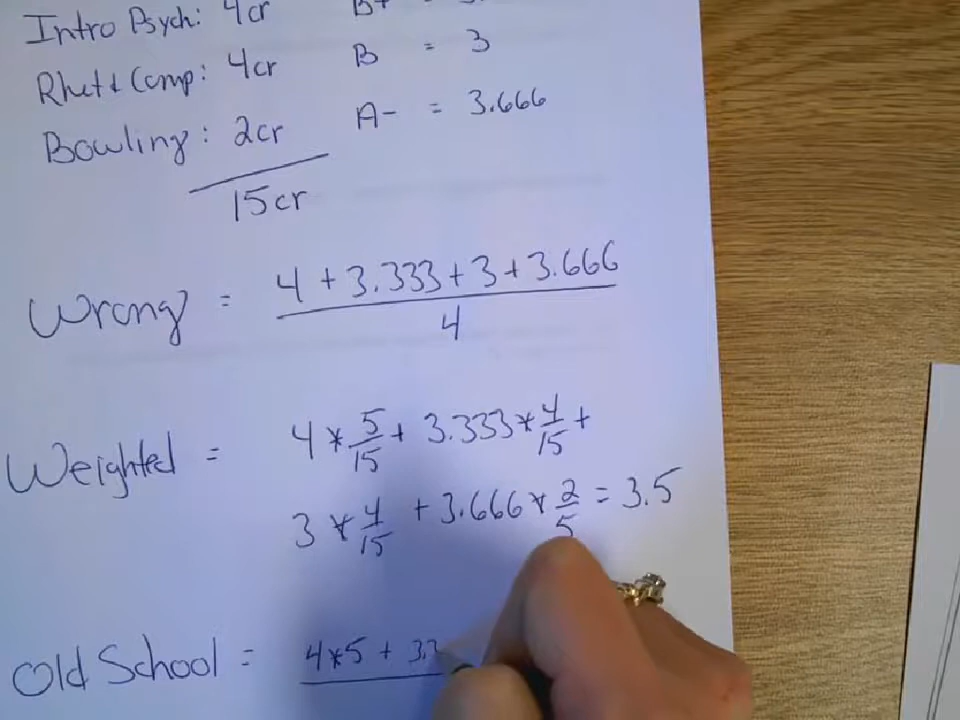 Intro Psych: 4cr B+ =
Rhet + Comp: 4cr B = 3
Bowling: 2cr A- = 3.666
15cr
Wrong = 4 + 3.333 + 3 + 3.666
4
Weighted = 4 * 5/15 + 3.333 * 4/15 +
3 * 4/15 + 3.666 * 2/5 = 3.5
Old School = 4*5 + 3.3